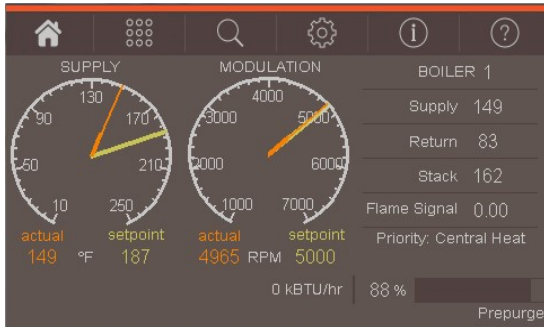 i ?
SUPPLY
130
90 170
50 210
10 250
actual setpoint
149 °F 187
MODULATION
4000
3000 5000
2000 6000
1000 7000
actual setpoint
4965 RPM 5000
BOILER 1
Supply 149
Return 83
Stack 162
Flame Signal 0.00
Priority: Central Heat
0 kBTU/hr 88 %
Prepurge